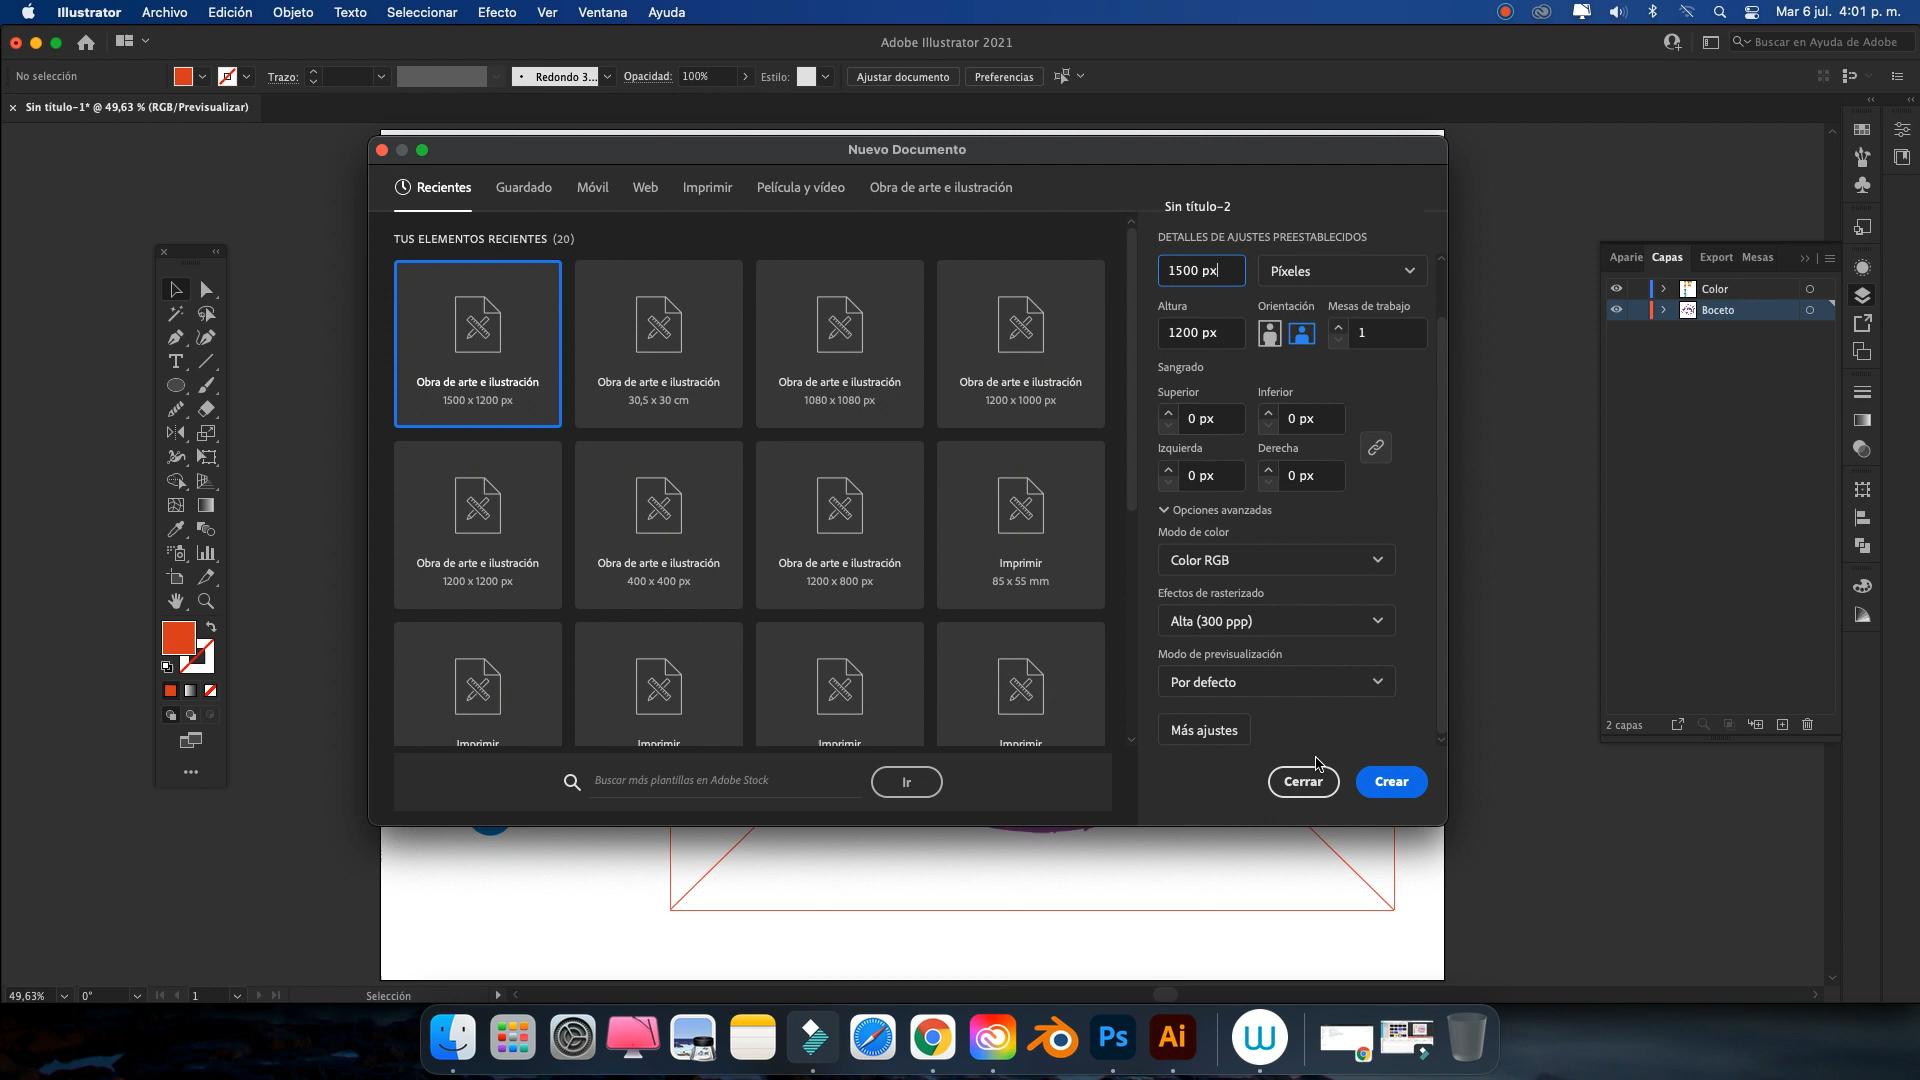 Illustrator Archivo Edición Objeto Texto Seleccionar Efecto Ver Ventana Ayuda
Mar 6 jul. 4:01 p. m.
Adobe Illustrator 2021
Buscar en Ayuda de Adobe
No selección
Trazo:
Redondo 3...
Opacidad: 100%
Estilo:
Ajustar documento
Preferencias
Sin título-1* @ 49,63 % (RGB/Previsualizar)
Nuevo Documento
Recientes Guardado Móvil Web Imprimir Película y vídeo Obra de arte e ilustración
TUS ELEMENTOS RECIENTES (20)
Obra de arte e ilustración
1500 x 1200 px
Obra de arte e ilustración
30,5 x 30 cm
Obra de arte e ilustración
1080 x 1080 px
Obra de arte e ilustración
1200 x 1000 px
Obra de arte e ilustración
1200 x 1200 px
Obra de arte e ilustración
400 x 400 px
Obra de arte e ilustración
1200 x 800 px
Imprimir
85 x 55 mm
Imprimir
Imprimir
Imprimir
Imprimir
Buscar más plantillas en Adobe Stock
Ir
Sin título-2
DETALLES DE AJUSTES PREESTABLECIDOS
1500 px
Píxeles
Altura
Orientación
Mesas de trabajo
1200 px
1
Sangrado
Superior
Inferior
0 px
0 px
Izquierda
Derecha
0 px
0 px
Opciones avanzadas
Modo de color
Color RGB
Efectos de rasterizado
Alta (300 ppp)
Modo de previsualización
Por defecto
Más ajustes
Cerrar
Crear
Aparie Capas Export Mesas
Color
Boceto
2 capas
49,63%
0°
1
Selección
Ps
Ai
W